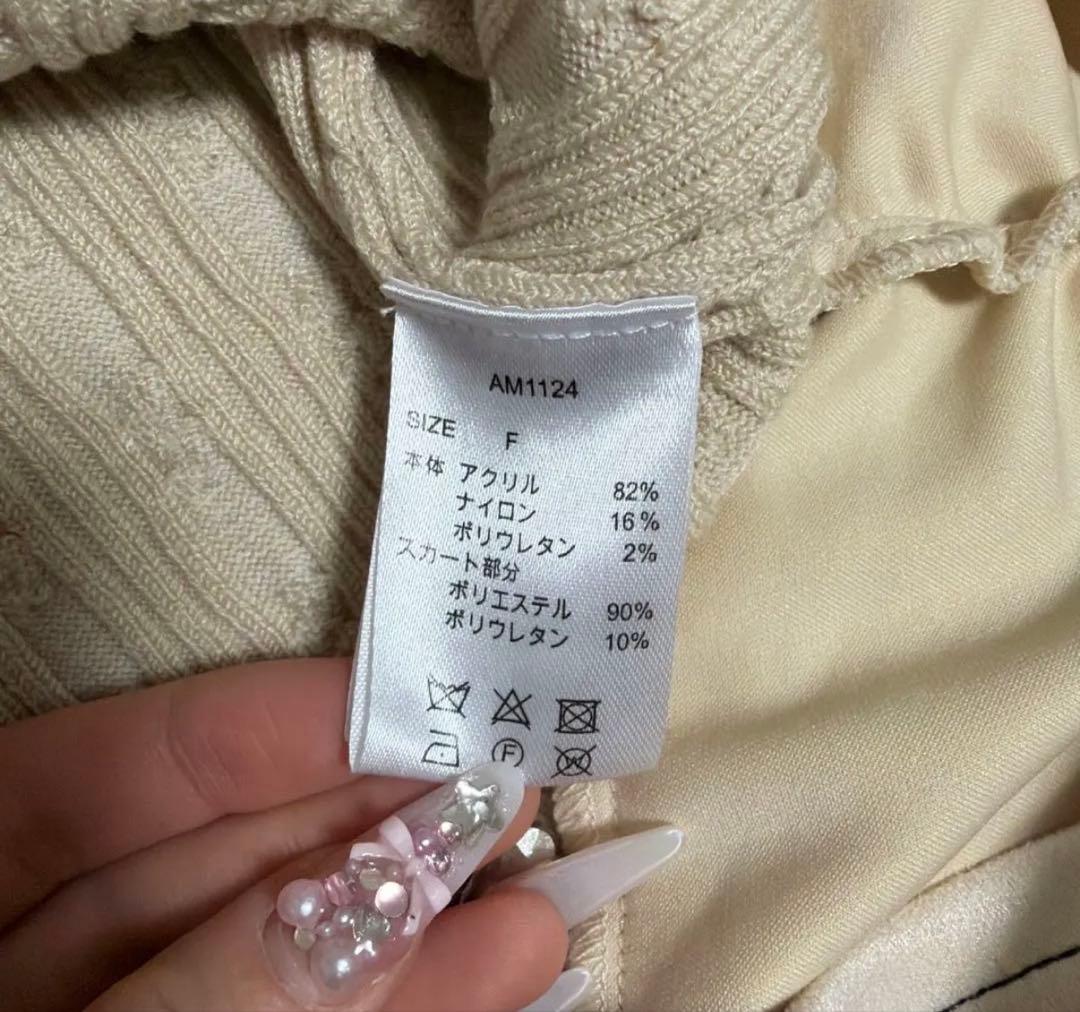 AM1124
SIZE F
本体 アクリル 82%
ナイロン 16%
ポリウレタン 2%
スカート部分
ポリエステル 90%
ポリウレタン 10%
F
W